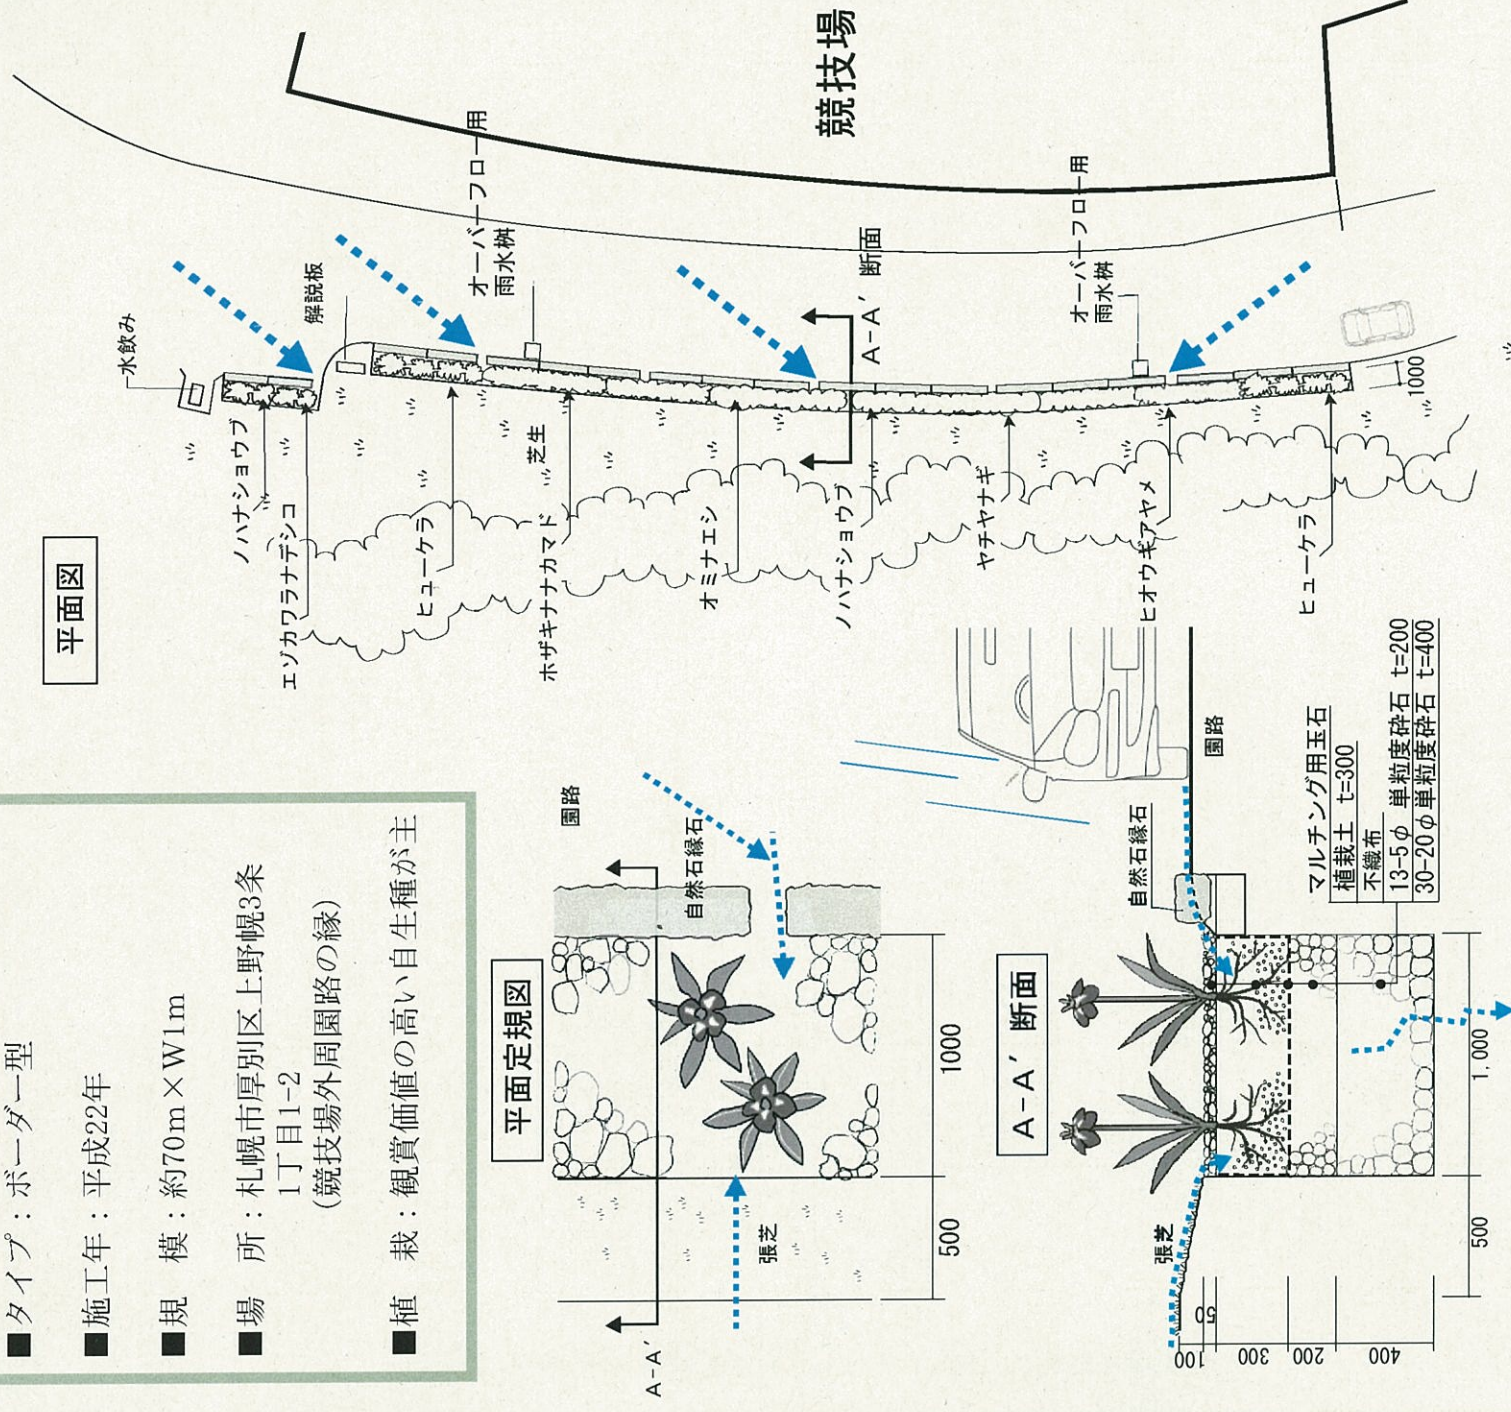 ■タイプ：ボーダー型
■施工年：平成22年
■規　模：約70m×W1m
■場　所：札幌市厚別区上野幌3条
1丁目1-2
(競技場外周園路の縁)
■植　栽：観賞価値の高い自生種が主
平面図
水飲み
ノハナショウブ
エゾカワラナデシコ
解説板
ヒューケラ
オーバーフロー用
雨水桝
芝生
ホザキナナカマド
オミナエシ
A-A' 断面
ノハナショウブ
ヤチヤナギ
オーバーフロー用
雨水桝
ヒオウギアヤメ
ヒューケラ
1000
競技場
平面定規図
園路
自然石縁石
張芝
A-A'
500
1000
A-A' 断面
自然石縁石
園路
張芝
マルチング用玉石
植栽土 t=300
不織布
13-5φ 単粒度砕石 t=200
30-20φ 単粒度砕石 t=400
100
50
300
200
400
500
1,000